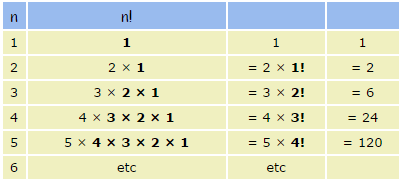 n n!
1 1 1 1
2 2 × 1 = 2 × 1! = 2
3 3 × 2 × 1 = 3 × 2! = 6
4 4 × 3 × 2 × 1 = 4 × 3! = 24
5 5 × 4 × 3 × 2 × 1 = 5 × 4! = 120
6 etc etc